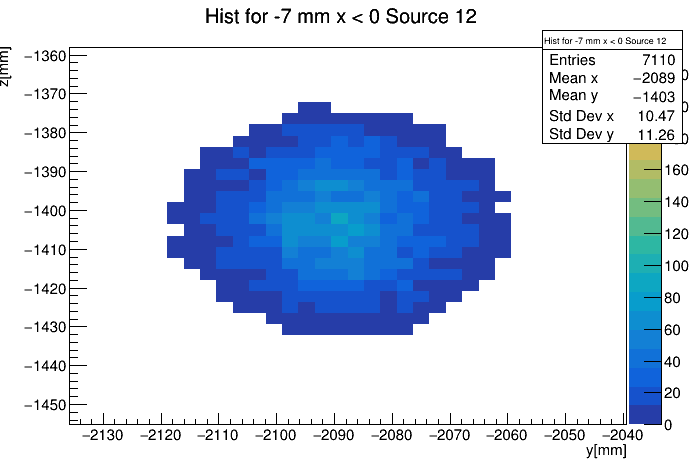 Hist for -7 mm x < 0 Source 12
z[mm]
Hist for -7 mm x < 0 Source 12
Entries 7110
Mean x −2089
Mean y −1403
Std Dev x 10.47
Std Dev y 11.26
−1360
−1370
−1380
−1390
−1400
−1410
−1420
−1430
−1440
−1450
160
140
120
100
80
60
40
20
0
−2130 −2120 −2110 −2100 −2090 −2080 −2070 −2060 −2050 −2040
y[mm]